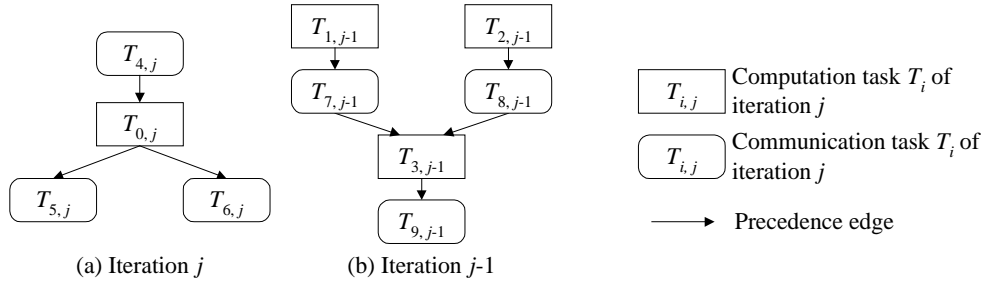 T4, j
T0, j
T5, j
T6, j
(a) Iteration j
T1, j-1
T2, j-1
T7, j-1
T8, j-1
T3, j-1
T9, j-1
(b) Iteration j-1
Ti, j
Computation task Ti of
iteration j
Ti, j
Communication task Ti of
iteration j
Precedence edge